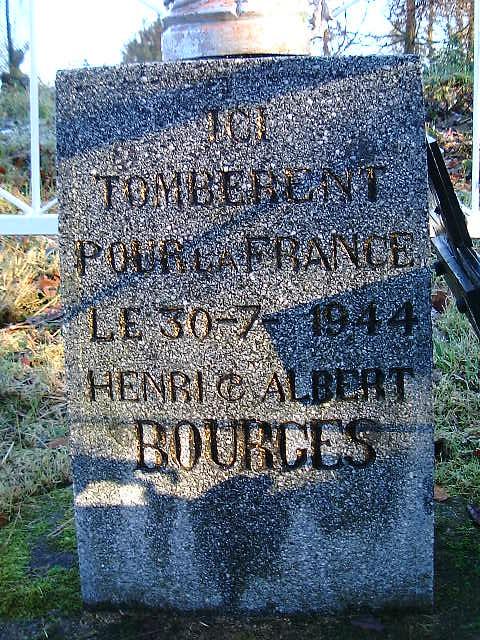 ICI
TOMBERENT
POUR LA FRANCE
LE 30-7-1944
HENRI & ALBERT
BOURGES